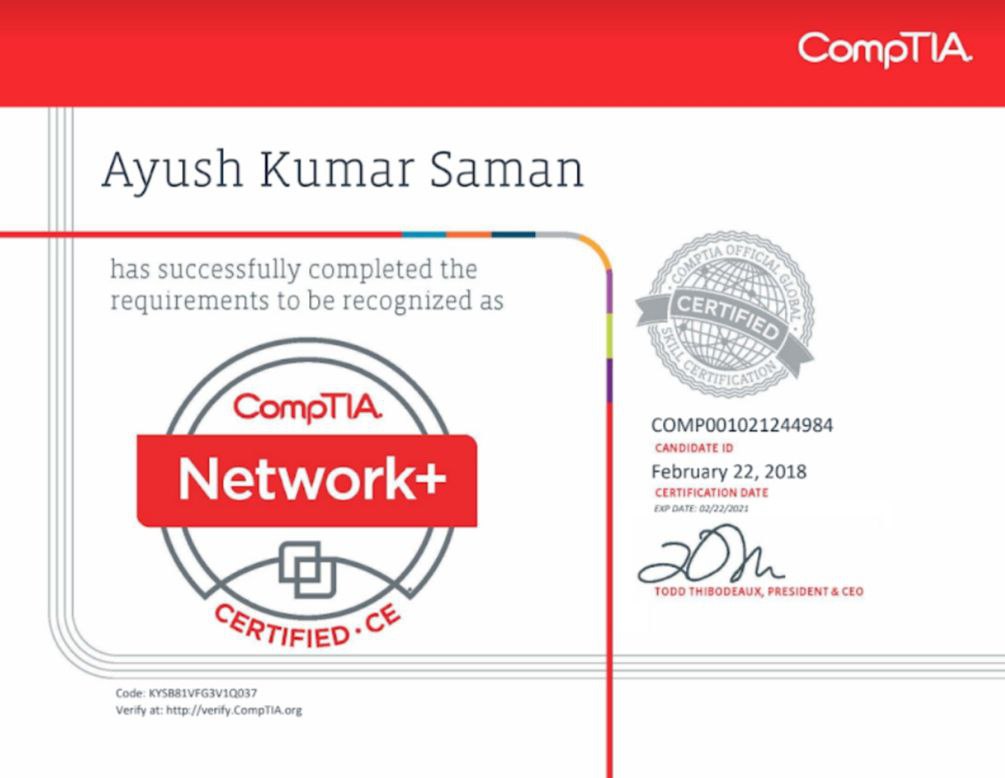 CompTIA.
Ayush Kumar Saman
has successfully completed the
requirements to be recognized as
CompTIA.
Network+
CERTIFIED • CE
COMPTIA OFFICIAL GLOBAL
CERTIFIED
SKILL CERTIFICATION
COMP001021244984
CANDIDATE ID
February 22, 2018
CERTIFICATION DATE
EXP DATE: 02/22/2021
TODD THIBODEAUX, PRESIDENT & CEO
Code: KYSB81VFG3V1Q037
Verify at: http://verify.CompTIA.org